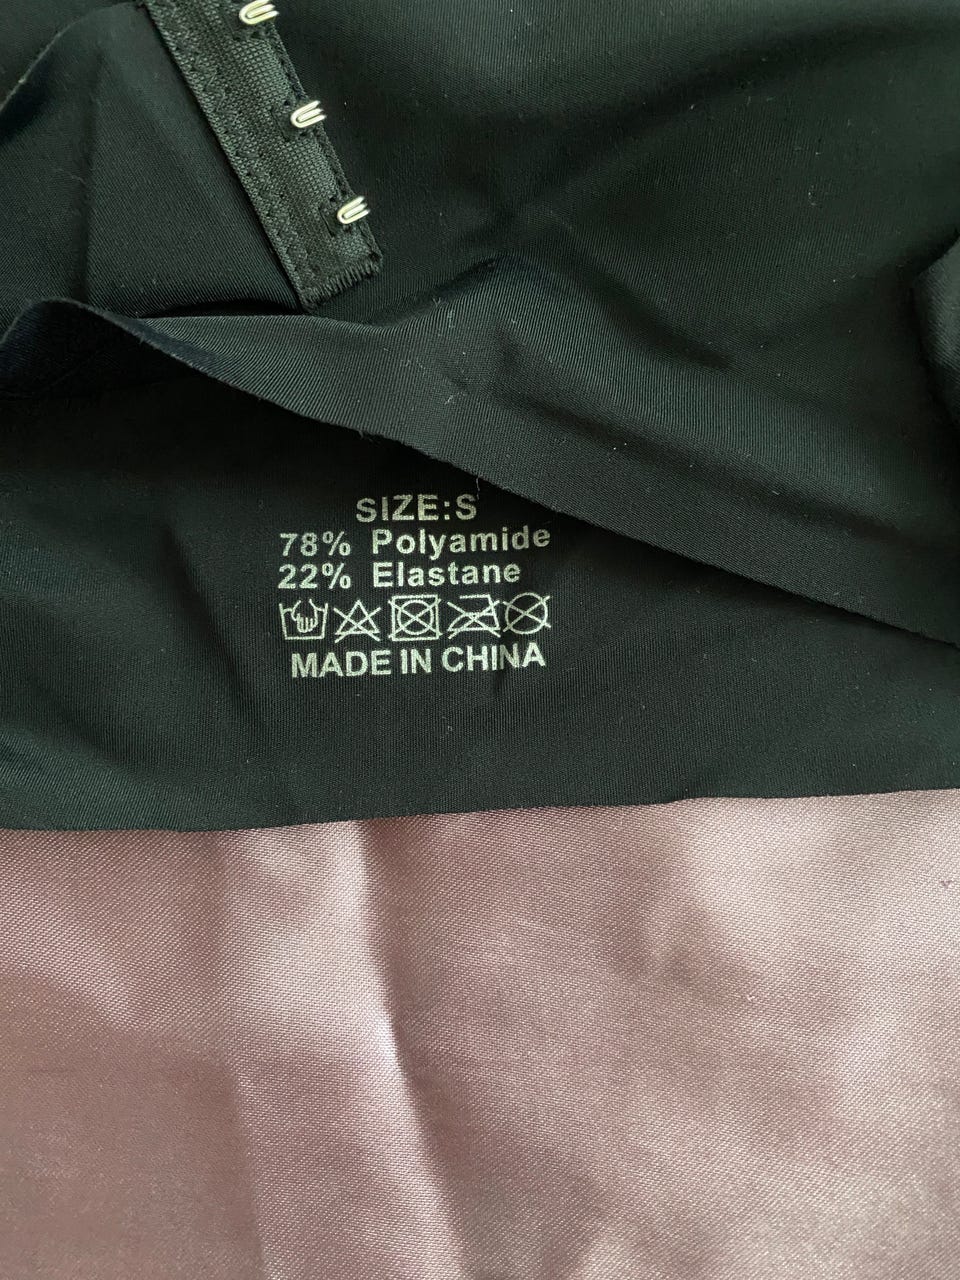 SIZE:S
78% Polyamide
22% Elastane
MADE IN CHINA